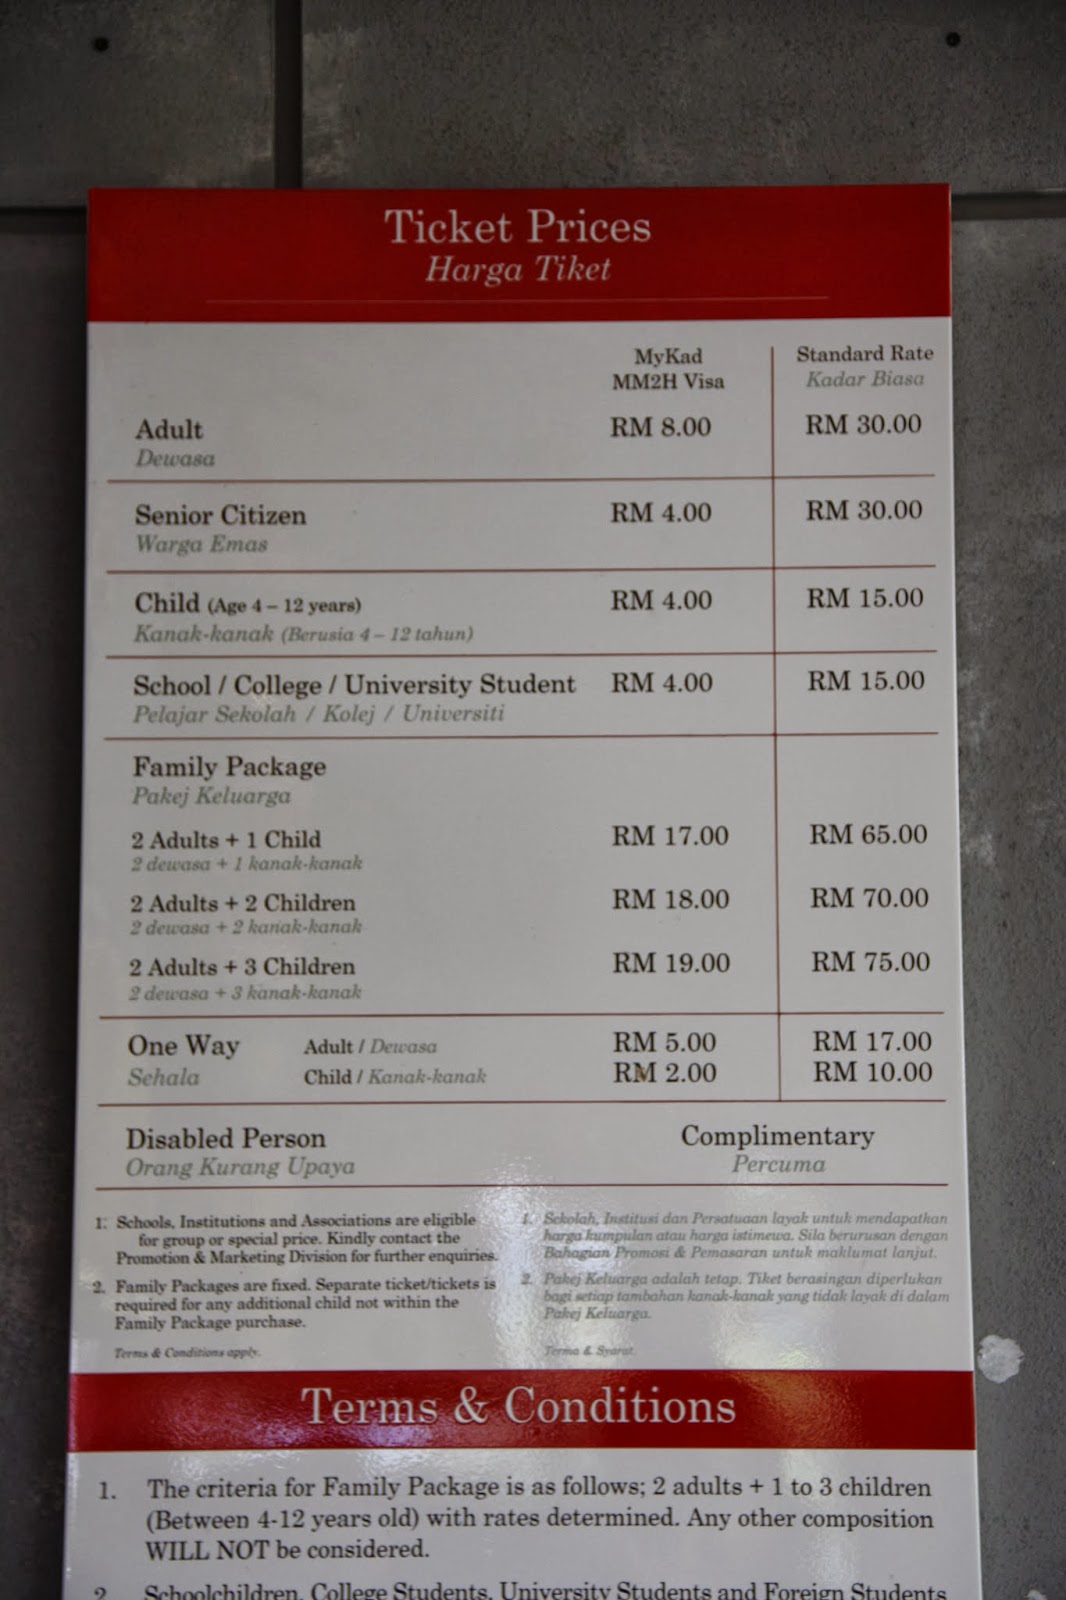 Ticket Prices
Harga Tiket
MyKad
MM2H Visa
Standard Rate
Kadar Biasa
Adult RM 8.00 RM 30.00
Dewasa
Senior Citizen RM 4.00 RM 30.00
Warga Emas
Child (Age 4 – 12 years) RM 4.00 RM 15.00
Kanak-kanak (Berusia 4 – 12 tahun)
School / College / University Student RM 4.00 RM 15.00
Pelajar Sekolah / Kolej / Universiti
Family Package
Pakej Keluarga
2 Adults + 1 Child RM 17.00 RM 65.00
2 dewasa + 1 kanak-kanak
2 Adults + 2 Children RM 18.00 RM 70.00
2 dewasa + 2 kanak-kanak
2 Adults + 3 Children RM 19.00 RM 75.00
2 dewasa + 3 kanak-kanak
One Way Adult / Dewasa RM 5.00 RM 17.00
Sehala Child / Kanak-kanak RM 2.00 RM 10.00
Disabled Person Complimentary
Orang Kurang Upaya Percuma
1. Schools, Institutions and Associations are eligible
for group or special price. Kindly contact the
Promotion & Marketing Division for further enquiries.
2. Family Packages are fixed. Separate ticket/tickets is
required for any additional child not within the
Family Package purchase.
Terms & Conditions apply.
1. Sekolah, Institusi dan Persatuaan layak untuk mendapatkan
harga kumpulan atau harga istimewa. Sila berurusan dengan
Bahagian Promosi & Pemasaran untuk maklumat lanjut.
2. Pakej Keluarga adalah tetap. Tiket berasingan diperlukan
bagi setiap tambahan kanak-kanak yang tidak layak di dalam
Pakej Keluarga.
Terma & Syarat.
Terms & Conditions
1. The criteria for Family Package is as follows; 2 adults + 1 to 3 children
(Between 4-12 years old) with rates determined. Any other composition
WILL NOT be considered.
2. Schoolchildren, College Students, University Students and Foreign Students